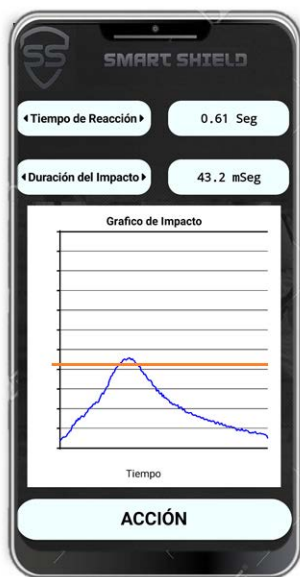 SS
SMART SHIELD
Tiempo de Reacción
0.61 Seg
Duración del Impacto
43.2 mSeg
Grafico de Impacto
Tiempo
ACCIÓN